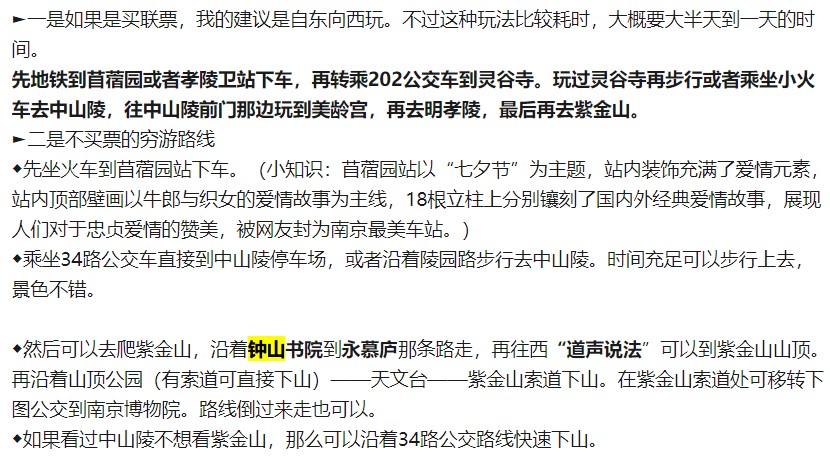 ►一是如果是买联票，我的建议是自东向西玩。不过这种玩法比较耗时，大概要大半天到一天的时
间。
先地铁到苜蓿园或者孝陵卫站下车，再转乘202公交车到灵谷寺。玩过灵谷寺再步行或者乘坐小火
车去中山陵，往中山陵前门那边玩到美龄宫，再去明孝陵，最后再去紫金山。
►二是不买票的穷游路线
◆先坐火车到苜蓿园站下车。（小知识：苜蓿园站以“七夕节”为主题，站内装饰充满了爱情元素，
站内顶部壁画以牛郎与织女的爱情故事为主线，18根立柱上分别镶刻了国内外经典爱情故事，展现
人们对于忠贞爱情的赞美，被网友封为南京最美车站。）
◆乘坐34路公交车直接到中山陵停车场，或者沿着陵园路步行去中山陵。时间充足可以步行上去，
景色不错。
◆然后可以去爬紫金山，沿着钟山书院到永慕庐那条路走，再往西“道声说法”可以到紫金山山顶。
再沿着山顶公园（有索道可直接下山）——天文台——紫金山索道下山。在紫金山索道处可移转下
图公交到南京博物院。路线倒过来走也可以。
◆如果看过中山陵不想看紫金山，那么可以沿着34路公交路线快速下山。